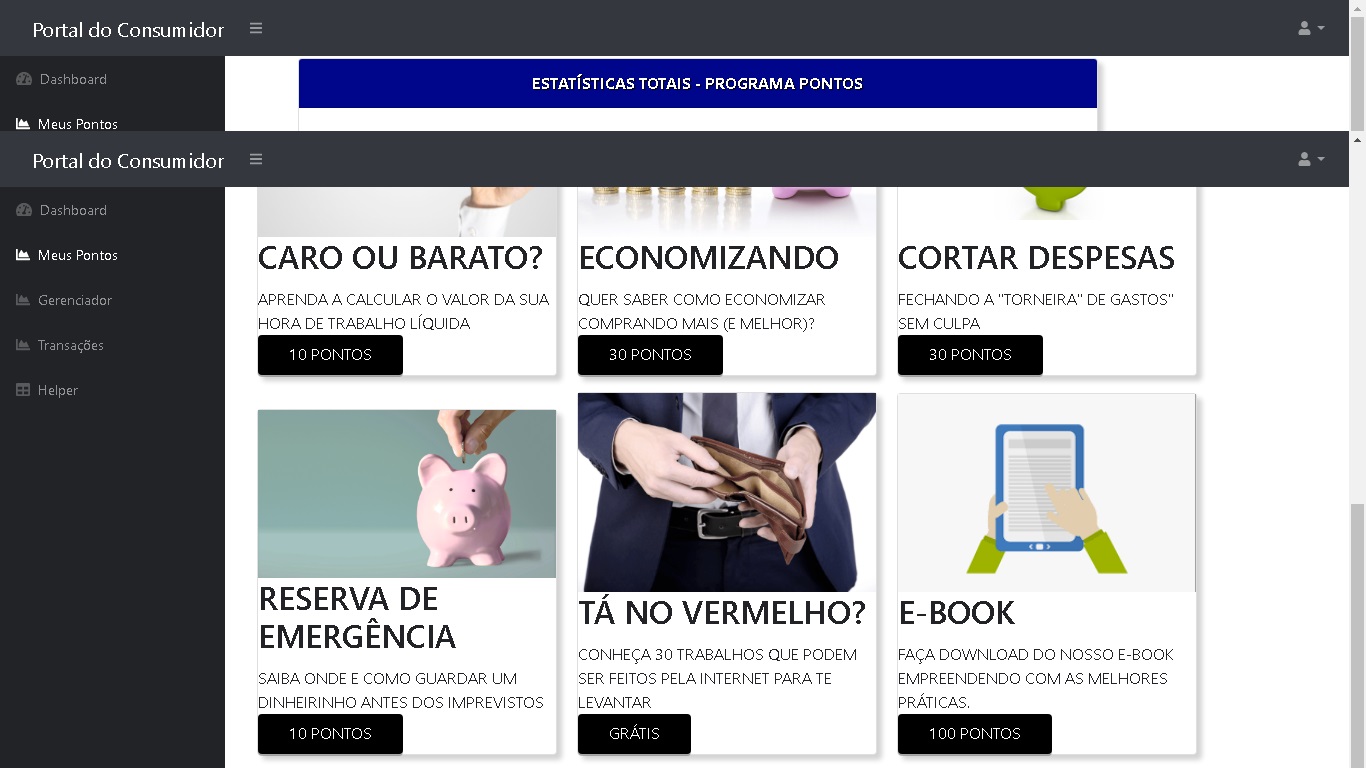 Portal do Consumidor
Dashboard
ESTATÍSTICAS TOTAIS - PROGRAMA PONTOS
Meus Pontos
Portal do Consumidor
Dashboard
Meus Pontos
Gerenciador
Transações
Helper
CARO OU BARATO?
APRENDA A CALCULAR O VALOR DA SUA
HORA DE TRABALHO LÍQUIDA
10 PONTOS
ECONOMIZANDO
QUER SABER COMO ECONOMIZAR
COMPRANDO MAIS (E MELHOR)?
30 PONTOS
CORTAR DESPESAS
FECHANDO A "TORNEIRA" DE GASTOS"
SEM CULPA
30 PONTOS
RESERVA DE
EMERGÊNCIA
SAIBA ONDE E COMO GUARDAR UM
DINHEIRINHO ANTES DOS IMPREVISTOS
10 PONTOS
TÁ NO VERMELHO?
CONHEÇA 30 TRABALHOS QUE PODEM
SER FEITOS PELA INTERNET PARA TE
LEVANTAR
GRÁTIS
E-BOOK
FAÇA DOWNLOAD DO NOSSO E-BOOK
EMPREENDENDO COM AS MELHORES
PRÁTICAS.
100 PONTOS